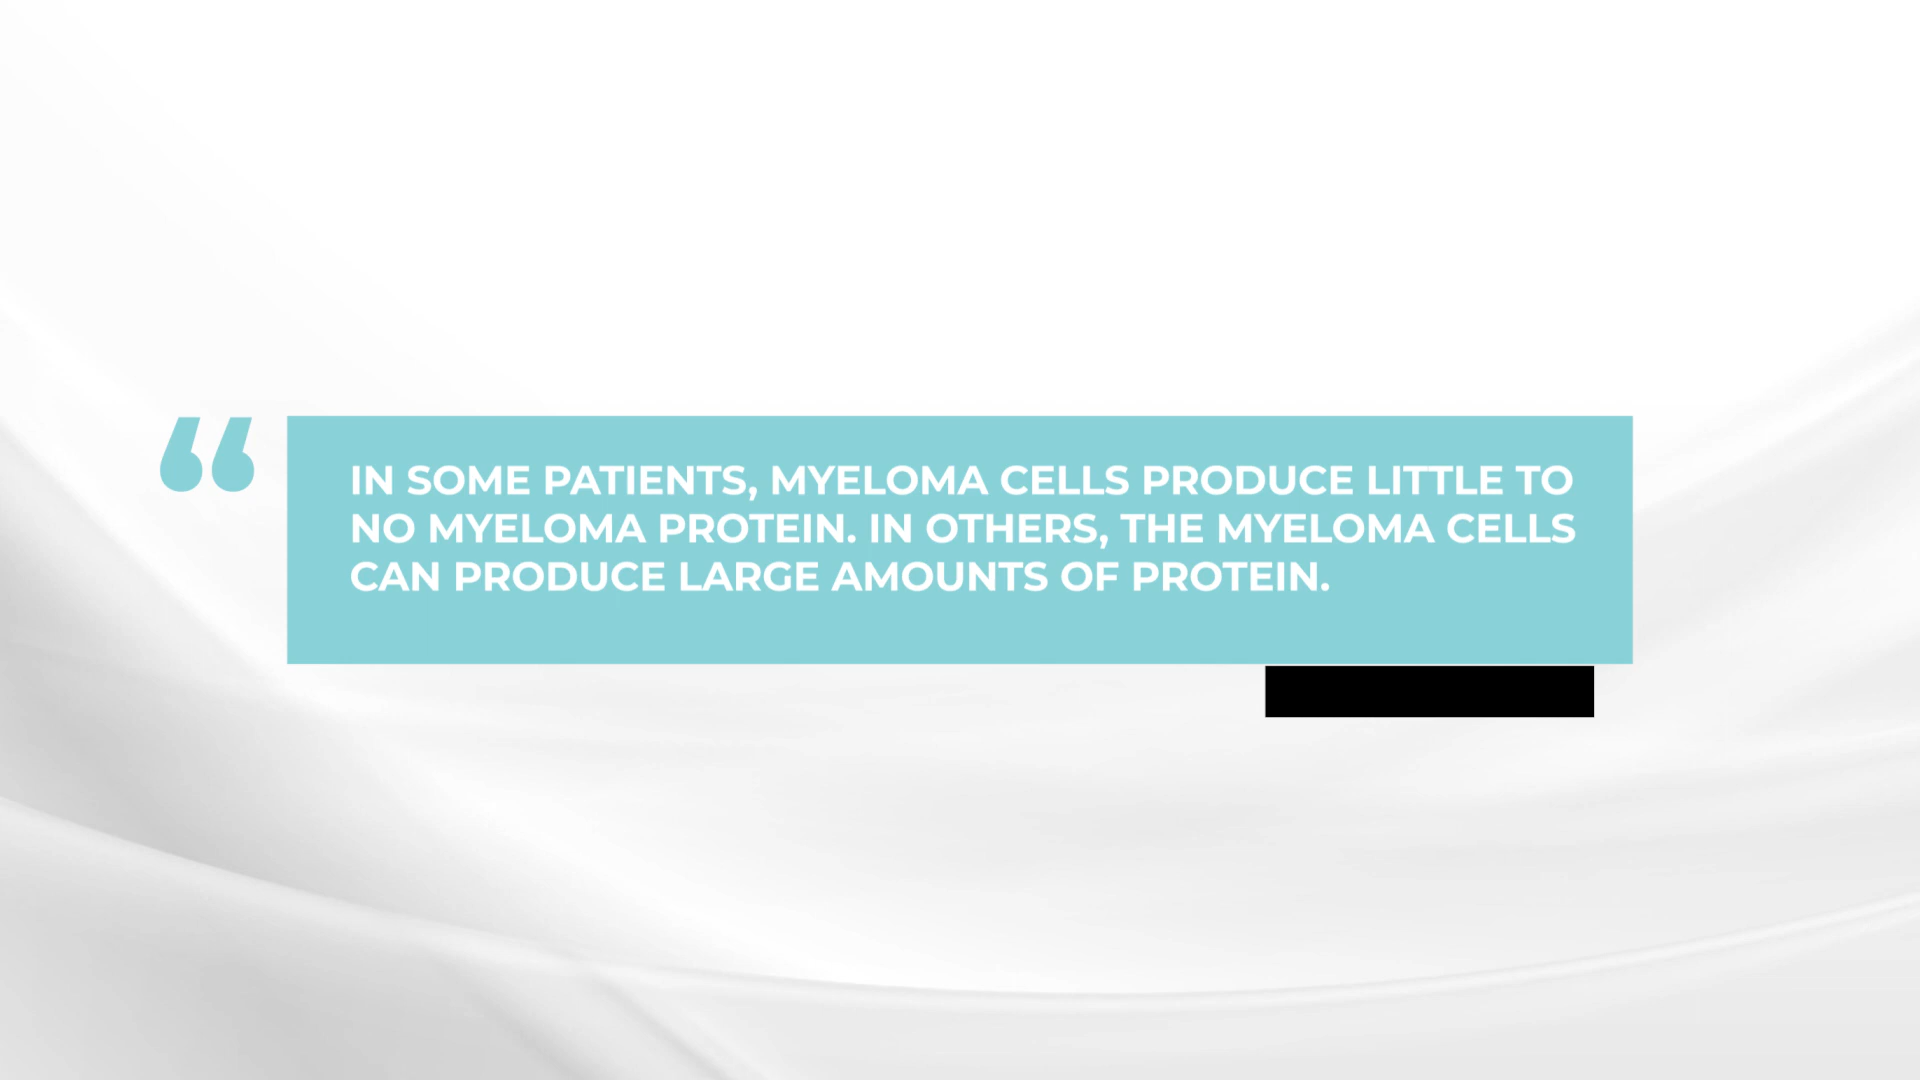 “
IN SOME PATIENTS, MYELOMA CELLS PRODUCE LITTLE TO
NO MYELOMA PROTEIN. IN OTHERS, THE MYELOMA CELLS
CAN PRODUCE LARGE AMOUNTS OF PROTEIN.